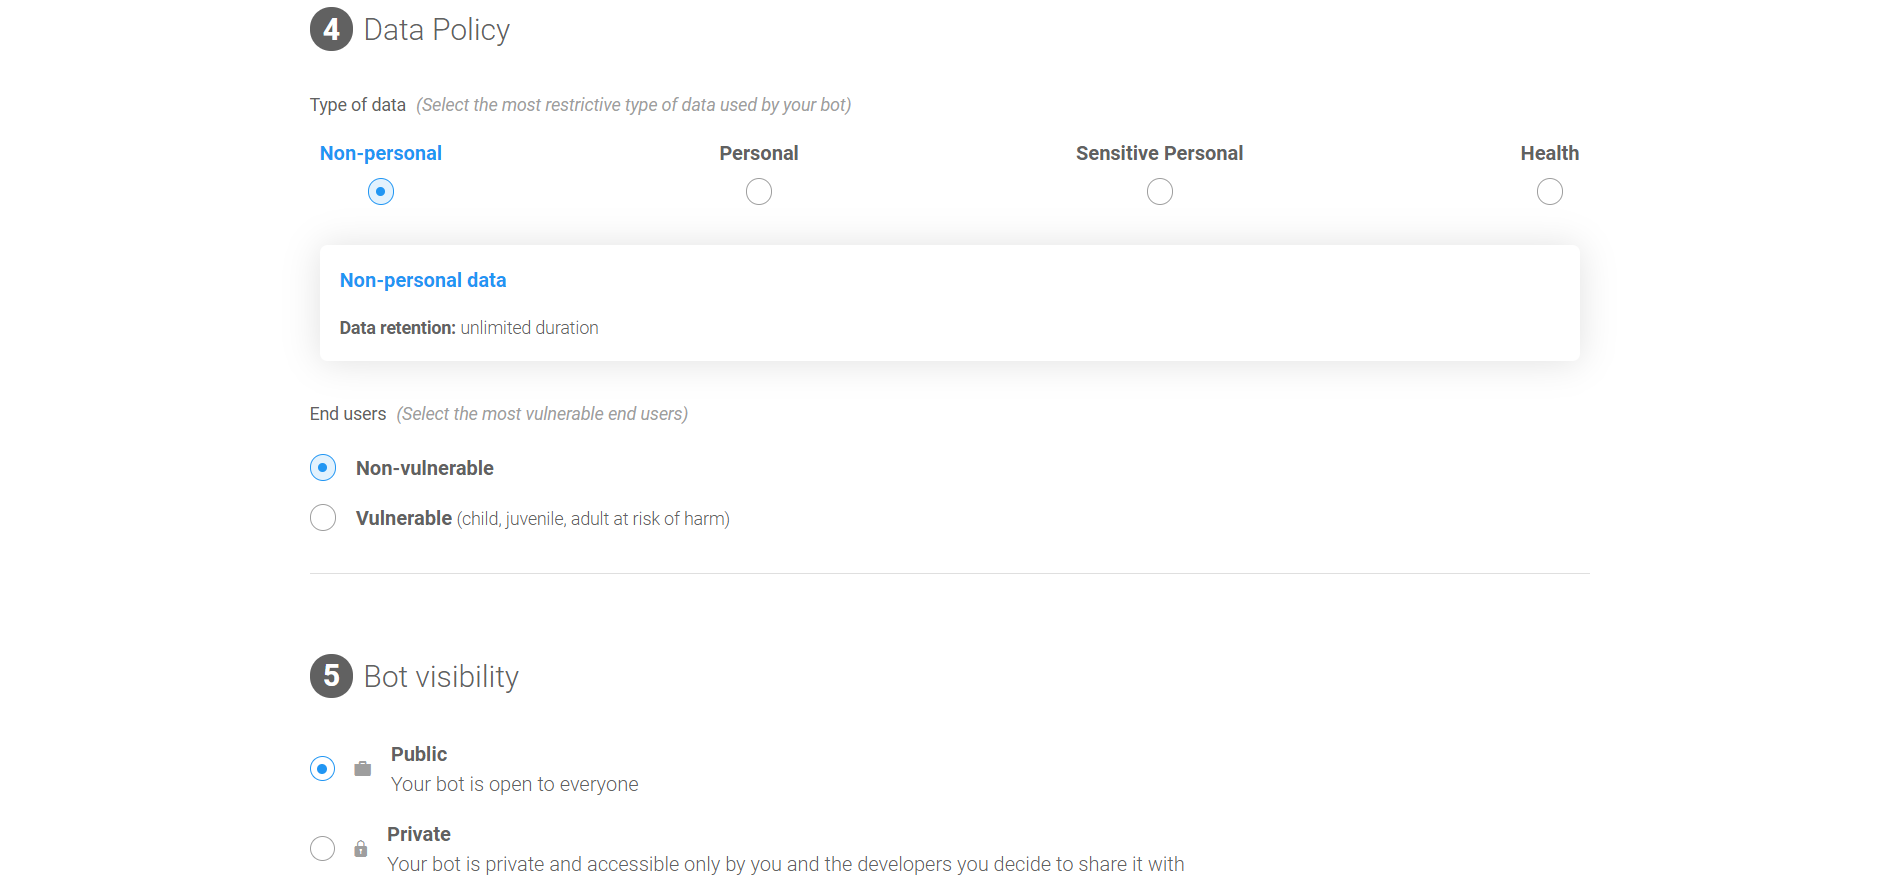 4 Data Policy
Type of data (Select the most restrictive type of data used by your bot)
Non-personal Personal Sensitive Personal Health
Non-personal data
Data retention: unlimited duration
End users (Select the most vulnerable end users)
Non-vulnerable
Vulnerable (child, juvenile, adult at risk of harm)
5 Bot visibility
Public
Your bot is open to everyone
Private
Your bot is private and accessible only by you and the developers you decide to share it with